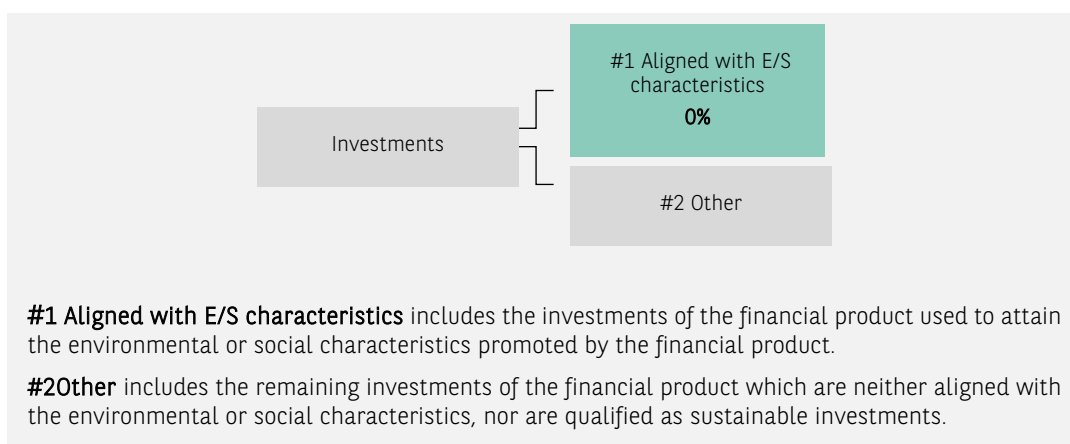 #1 Aligned with E/S
characteristics
0%
Investments
#2 Other
#1 Aligned with E/S characteristics includes the investments of the financial product used to attain
the environmental or social characteristics promoted by the financial product.
#2Other includes the remaining investments of the financial product which are neither aligned with
the environmental or social characteristics, nor are qualified as sustainable investments.